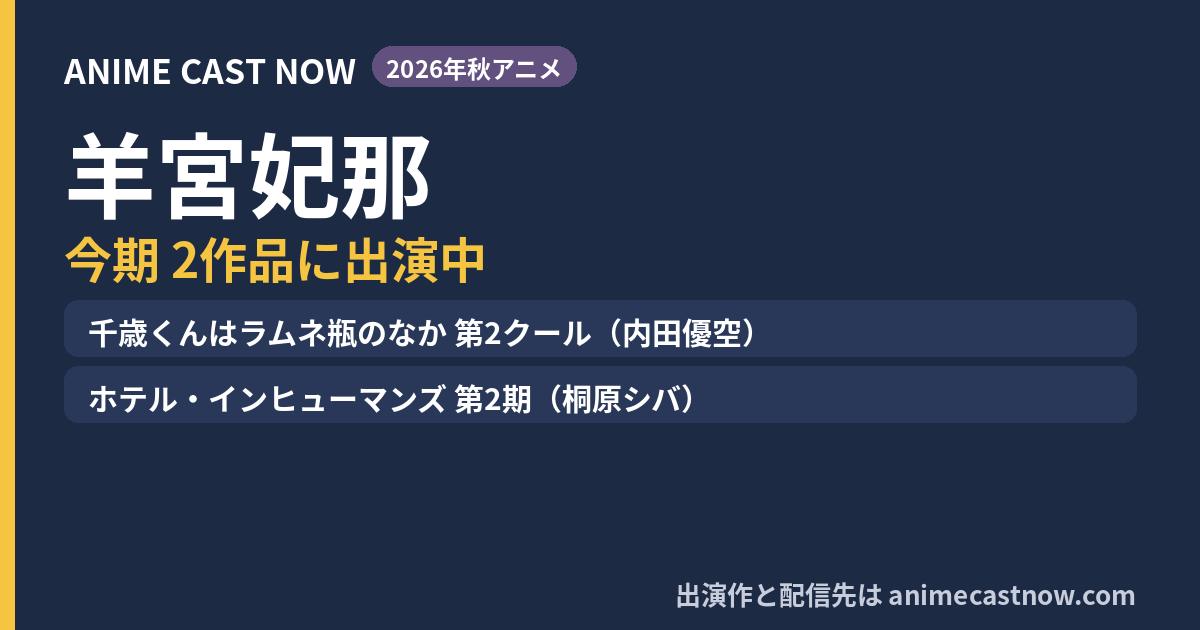 ANIME CAST NOW 2026年秋アニメ
羊宮妃那
今期 2作品に出演中
千歳くんはラムネ瓶のなか 第2クール（内田優空）
ホテル・インヒューマンズ 第2期（桐原シバ）
出演作と配信先は animecastnow.com